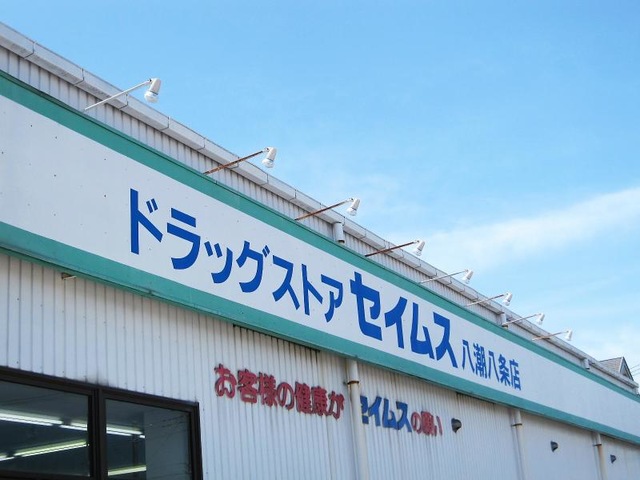 ドラッグストア セイムス 八潮八条店
お客様の健康が セイムスの願い